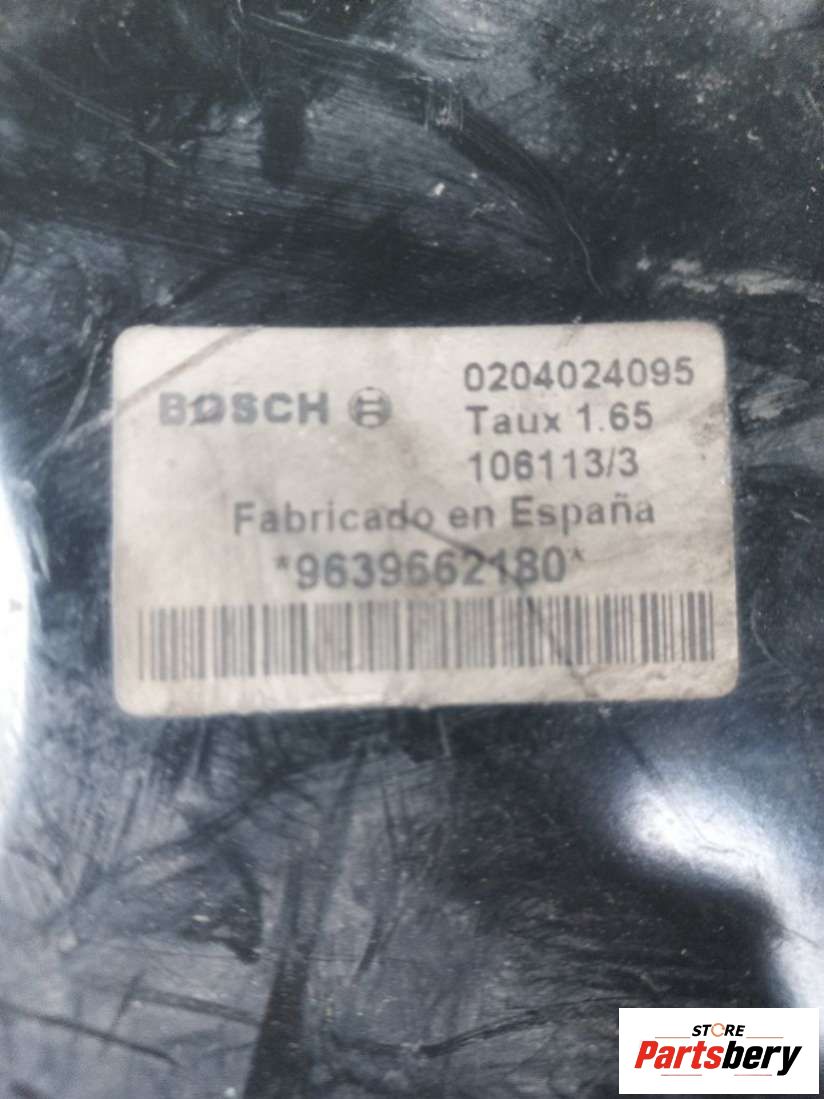 BOSCH
0204024095
Taux 1.65
106113/3
Fabricado en España
*9639662180*
STORE
Partsbery